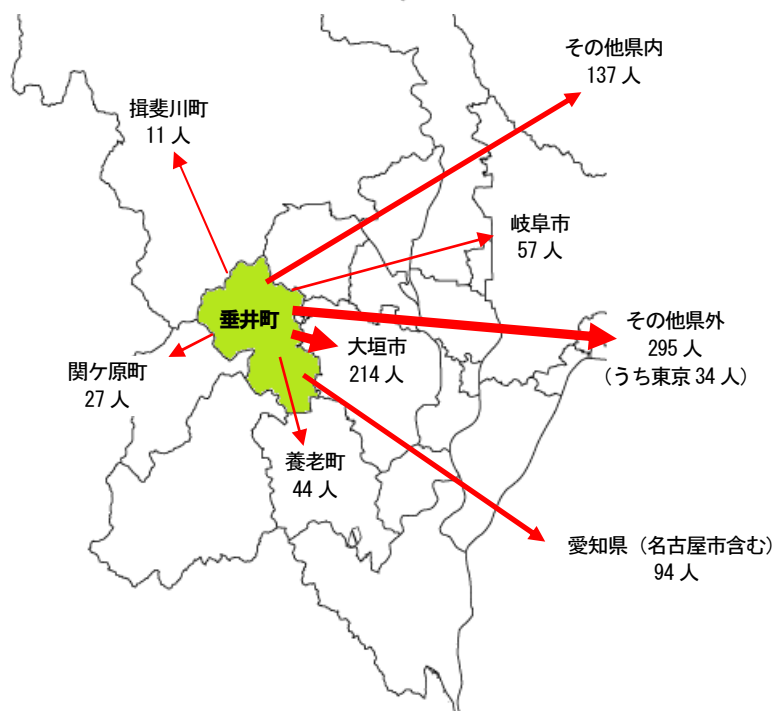 その他県内
137 人
揖斐川町
11 人
岐阜市
57 人
垂井町
その他県外
295 人
（うち東京 34 人）
大垣市
214 人
関ケ原町
27 人
養老町
44 人
愛知県（名古屋市含む）
94 人